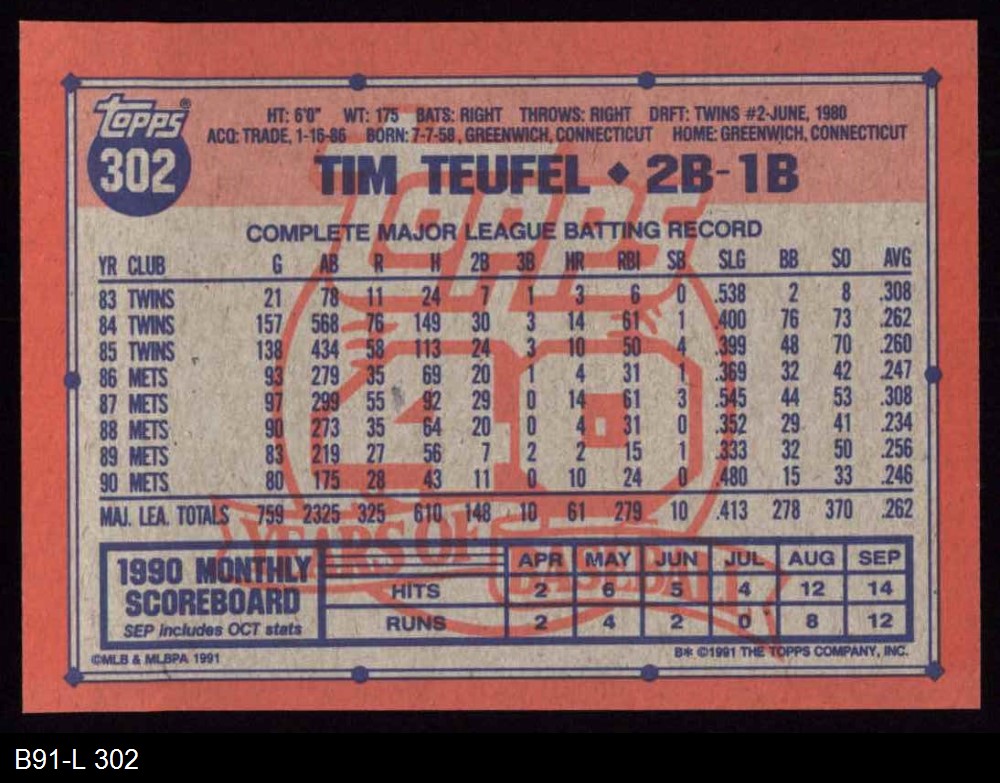 TOPPS®
302
HT: 6'0" WT: 175 BATS: RIGHT THROWS: RIGHT DRFT: TWINS #2-JUNE, 1980
ACQ: TRADE, 1-16-86 BORN: 7-7-58, GREENWICH, CONNECTICUT HOME: GREENWICH, CONNECTICUT
TIM TEUFEL ◆ 2B-1B
TOPPS
40
YEARS OF BASEBALL
COMPLETE MAJOR LEAGUE BATTING RECORD
YR CLUB G AB R H 2B 3B HR RBI SB SLG BB SO AVG
83 TWINS 21 78 11 24 7 1 3 6 0 .538 2 8 .308
84 TWINS 157 568 76 149 30 3 14 61 1 .400 76 73 .262
85 TWINS 138 434 58 113 24 3 10 50 4 .399 48 70 .260
86 METS 93 279 35 69 20 1 4 31 1 .369 32 42 .247
87 METS 97 299 55 92 29 0 14 61 3 .545 44 53 .308
88 METS 90 273 35 64 20 0 4 31 0 .352 29 41 .234
89 METS 83 219 27 56 7 2 2 15 1 .333 32 50 .256
90 METS 80 175 28 43 11 0 10 24 0 .480 15 33 .246
MAJ. LEA. TOTALS 759 2325 325 610 148 10 61 279 10 .413 278 370 .262
1990 MONTHLY
SCOREBOARD
SEP includes OCT stats
APR MAY JUN JUL AUG SEP
HITS 2 6 5 4 12 14
RUNS 2 4 2 0 8 12
©MLB & MLBPA 1991
B* ©1991 THE TOPPS COMPANY, INC.
B91-L 302